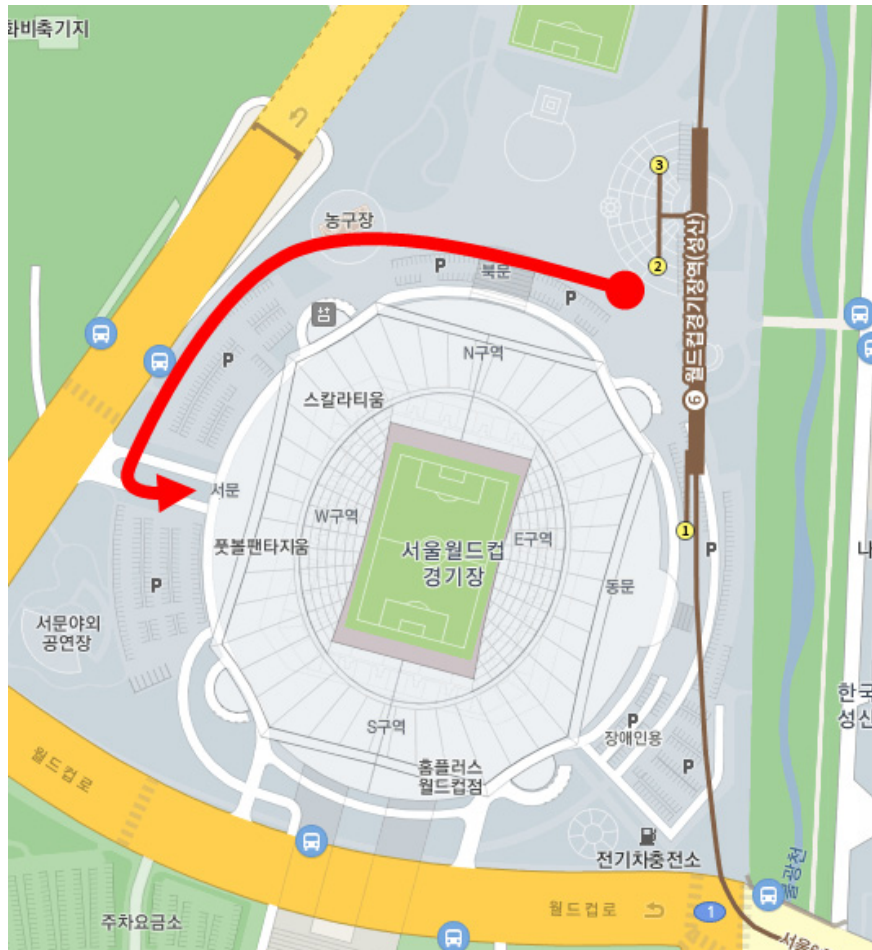 화비축기지
3
농구장
P
북문
2
P
6 월드컵경기장역(성산)
N구역
P
스칼라티움
서문
W구역
E구역
1
풋볼팬타지움
서울월드컵
경기장
P
P
동문
서문야외
공연장
한국
성산
S구역
P
장애인용
홈플러스
월드컵점
P
월드컵로
전기차충전소
불광천
월드컵로
1
주차요금소